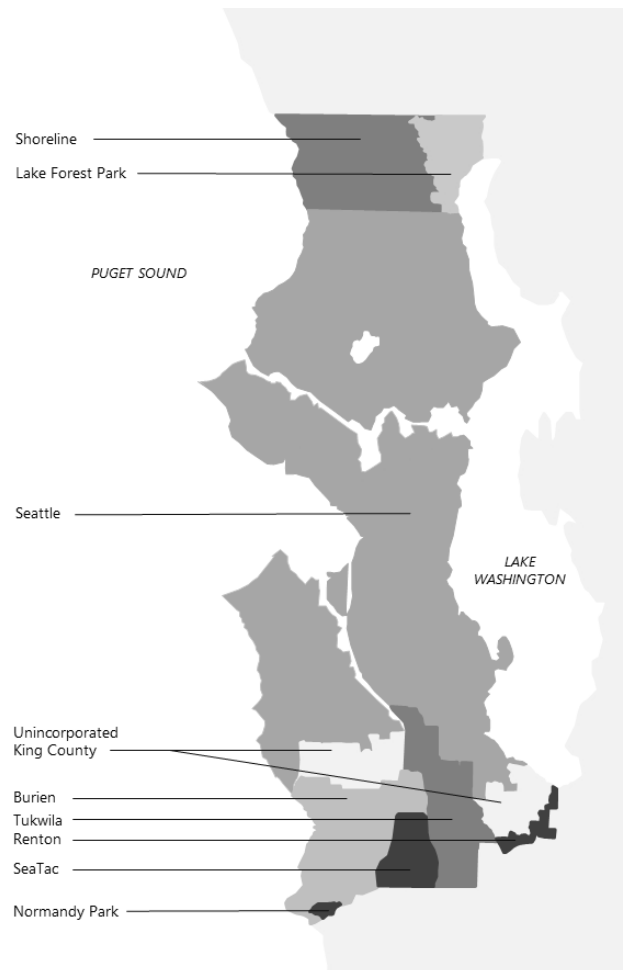 Shoreline
Lake Forest Park
PUGET SOUND
Seattle
LAKE
WASHINGTON
Unincorporated
King County
Burien
Tukwila
Renton
SeaTac
Normandy Park